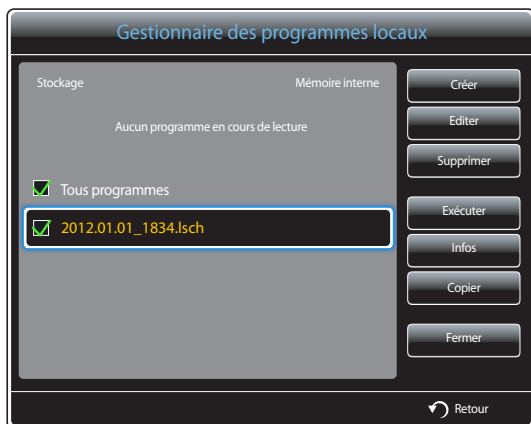 Gestionnaire des programmes locaux
Stockage Mémoire interne
Aucun programme en cours de lecture
Tous programmes
2012.01.01_1834.lsch
Créer
Editer
Supprimer
Exécuter
Infos
Copier
Fermer
Retour